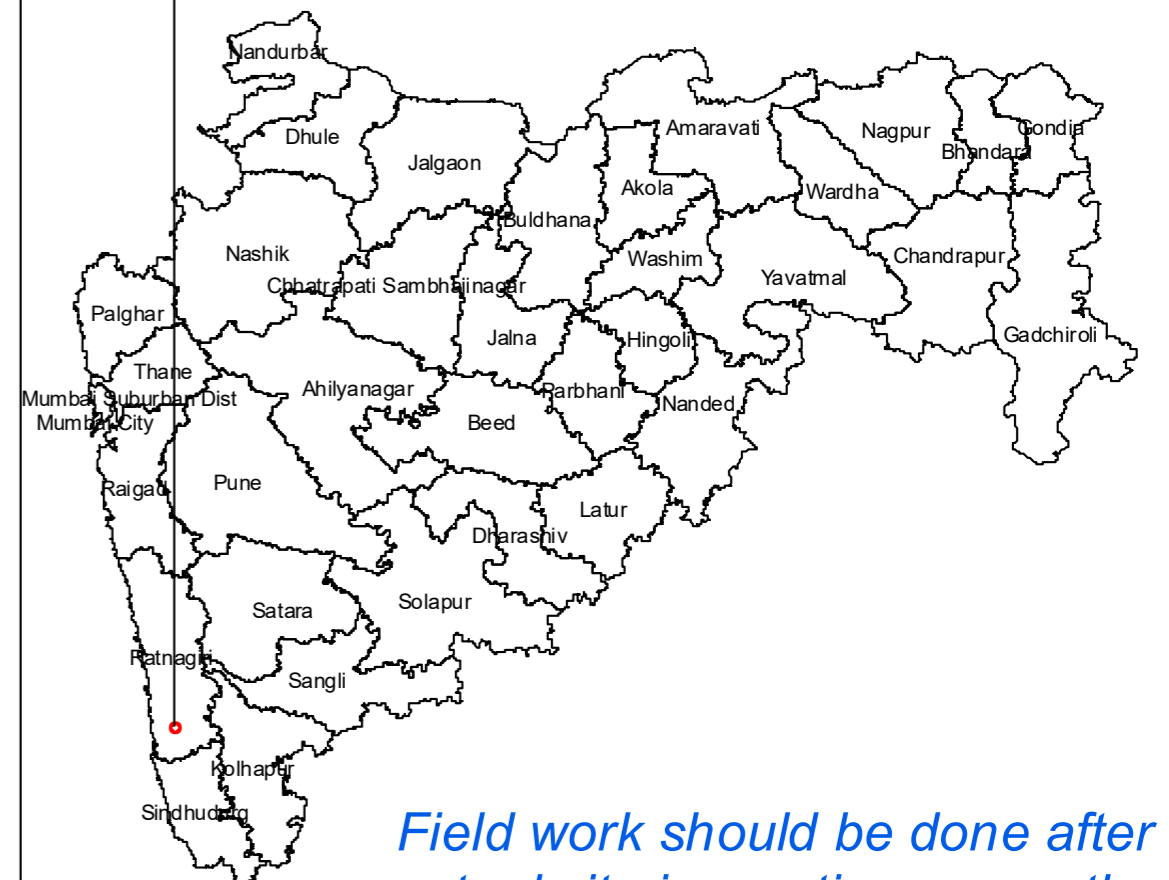 Nandurbar
Dhule
Jalgaon
Amaravati
Nagpur
Gondia
Bhandara
Akola
Wardha
Buldhana
Nashik
Washim
Chandrapur
Chhatrapati Sambhajinagar
Yavatmal
Palghar
Jalna
Hingoli
Gadchiroli
Thane
Ahilyanagar
Parbhani
Mumbai Suburban Dist
Nanded
Mumbai City
Beed
Pune
Raigad
Latur
Dharashiv
Satara
Solapur
Ratnagiri
Sangli
Kolhapur
Sindhudurg
Field work should be done after